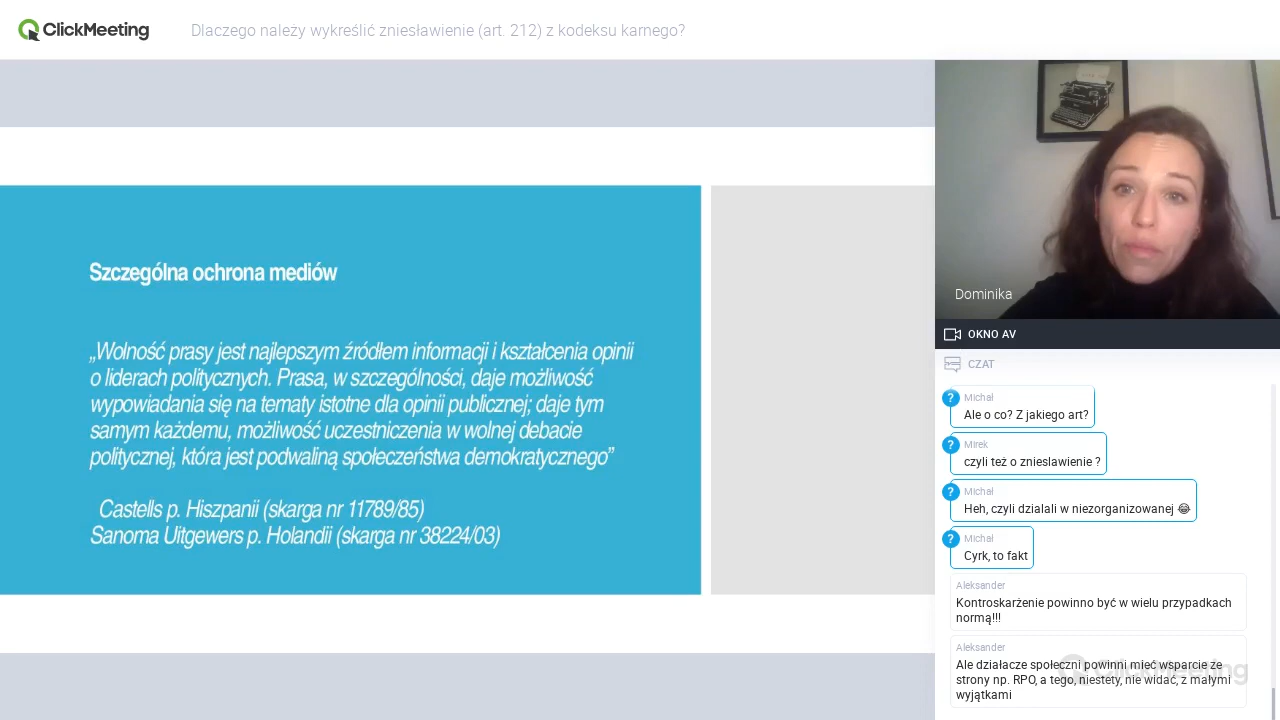 ClickMeeting
Dlaczego należy wykreślić zniesławienie (art. 212) z kodeksu karnego?
Szczególna ochrona mediów
„Wolność prasy jest najlepszym źródłem informacji i kształcenia opinii
o liderach politycznych. Prasa, w szczególności, daje możliwość
wypowiadania się na tematy istotne dla opinii publicznej; daje tym
samym każdemu, możliwość uczestniczenia w wolnej debacie
politycznej, która jest podwaliną społeczeństwa demokratycznego”
Castells p. Hiszpanii (skarga nr 11789/85)
Sanoma Uitgewers p. Holandii (skarga nr 38224/03)
Dominika
OKNO AV
CZAT
? Michał
Ale o co? Z jakiego art?
? Mirek
czyli też o znieslawienie ?
? Michał
Heh, czyli dzialali w niezorganizowanej 😂
? Michał
Cyrk, to fakt
Aleksander
Kontroskarżenie powinno być w wielu przypadkach
normą!!!
Aleksander
Ale działacze społeczni powinni mieć wsparcie ze
strony np. RPO, a tego, niestety, nie widać, z małymi
wyjątkami
ClickMeeting